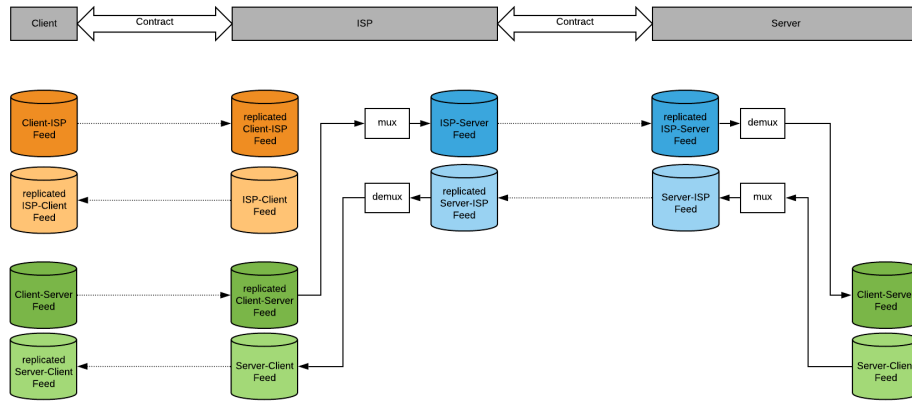 Client
Contract
ISP
Contract
Server
Client-ISP
Feed
replicated
Client-ISP
Feed
mux
ISP-Server
Feed
replicated
ISP-Server
Feed
demux
replicated
ISP-Client
Feed
ISP-Client
Feed
demux
replicated
Server-ISP
Feed
Server-ISP
Feed
mux
Client-Server
Feed
replicated
Client-Server
Feed
Client-Server
Feed
replicated
Server-Client
Feed
Server-Client
Feed
Server-Client
Feed